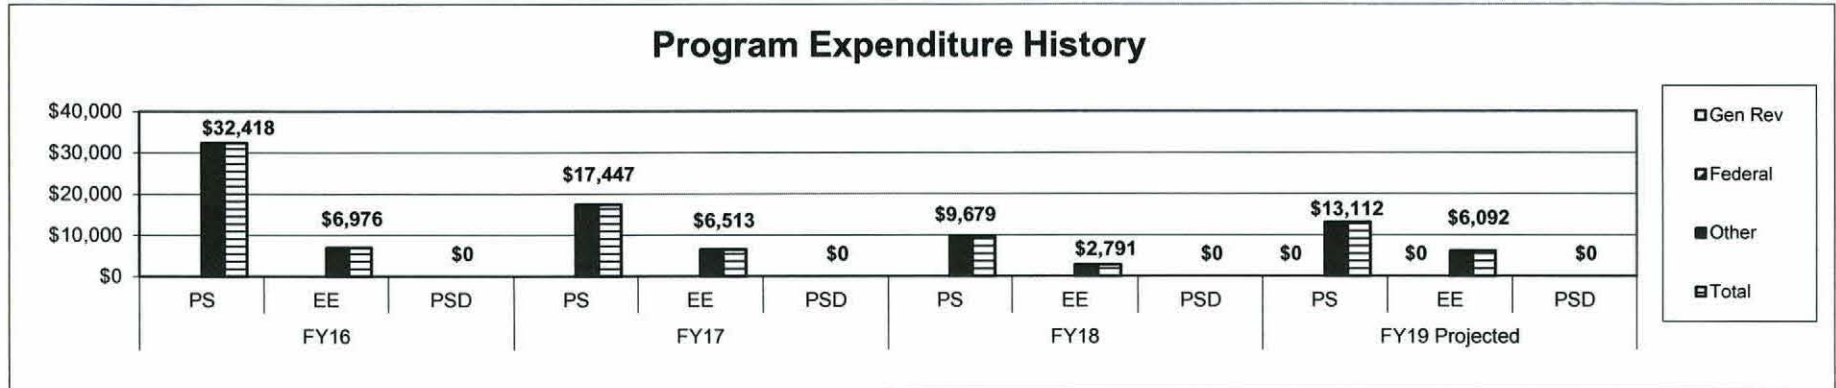 Program Expenditure History
$40,000
$30,000
$20,000
$10,000
$0
$32,418
$6,976
$0
$17,447
$6,513
$0
$9,679
$2,791
$0
$0
$13,112
$0
$6,092
$0
PS EE PSD PS EE PSD PS EE PSD PS EE PSD
FY16 FY17 FY18 FY19 Projected
Gen Rev
Federal
Other
Total